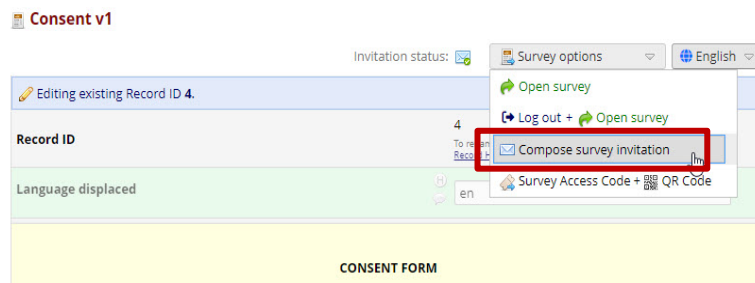 Consent v1
Invitation status: Survey options English
Editing existing Record ID 4.
Open survey
Log out + Open survey
Record ID 4
To
Compose survey invitation
Survey Access Code + QR Code
Language displaced
H
en
CONSENT FORM